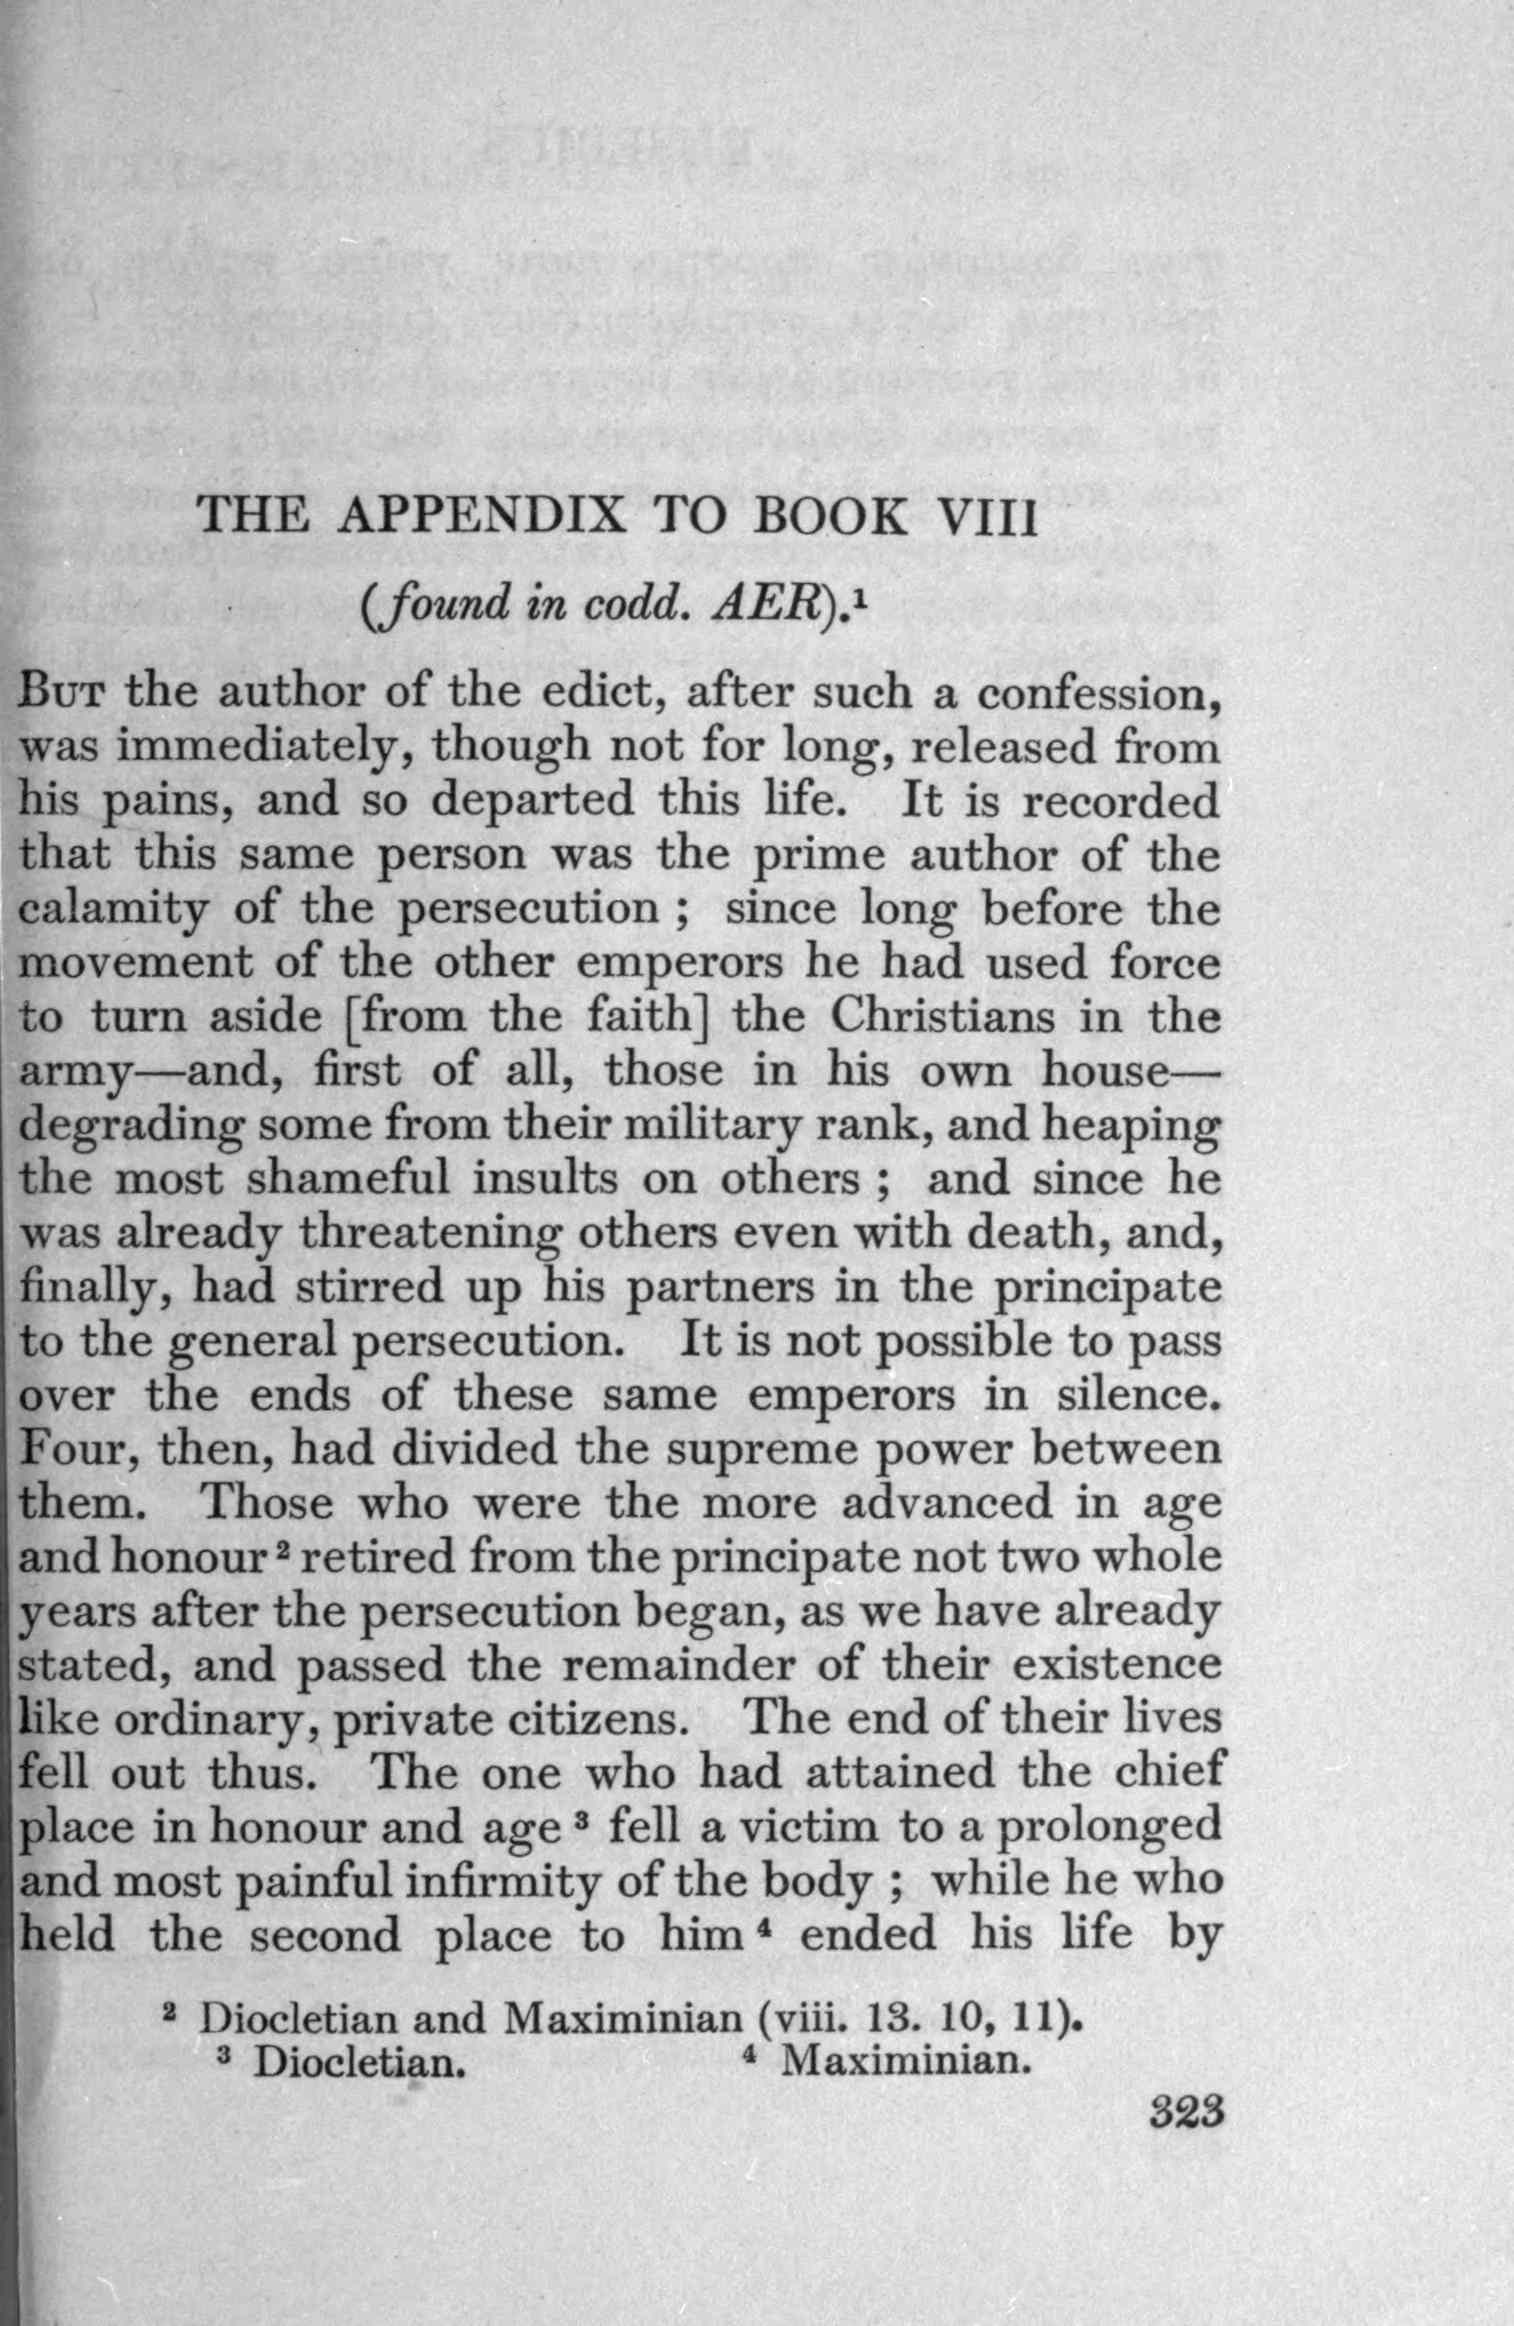 THE APPENDIX TO BOOK VIII
(found in codd. AER).¹
BUT the author of the edict, after such a confession,
was immediately, though not for long, released from
his pains, and so departed this life. It is recorded
that this same person was the prime author of the
calamity of the persecution ; since long before the
movement of the other emperors he had used force
to turn aside [from the faith] the Christians in the
army—and, first of all, those in his own house—
degrading some from their military rank, and heaping
the most shameful insults on others ; and since he
was already threatening others even with death, and,
finally, had stirred up his partners in the principate
to the general persecution. It is not possible to pass
over the ends of these same emperors in silence.
Four, then, had divided the supreme power between
them. Those who were the more advanced in age
and honour ² retired from the principate not two whole
years after the persecution began, as we have already
stated, and passed the remainder of their existence
like ordinary, private citizens. The end of their lives
fell out thus. The one who had attained the chief
place in honour and age ³ fell a victim to a prolonged
and most painful infirmity of the body ; while he who
held the second place to him ⁴ ended his life by
² Diocletian and Maximinian (viii. 13. 10, 11).
³ Diocletian. ⁴ Maximinian.
323